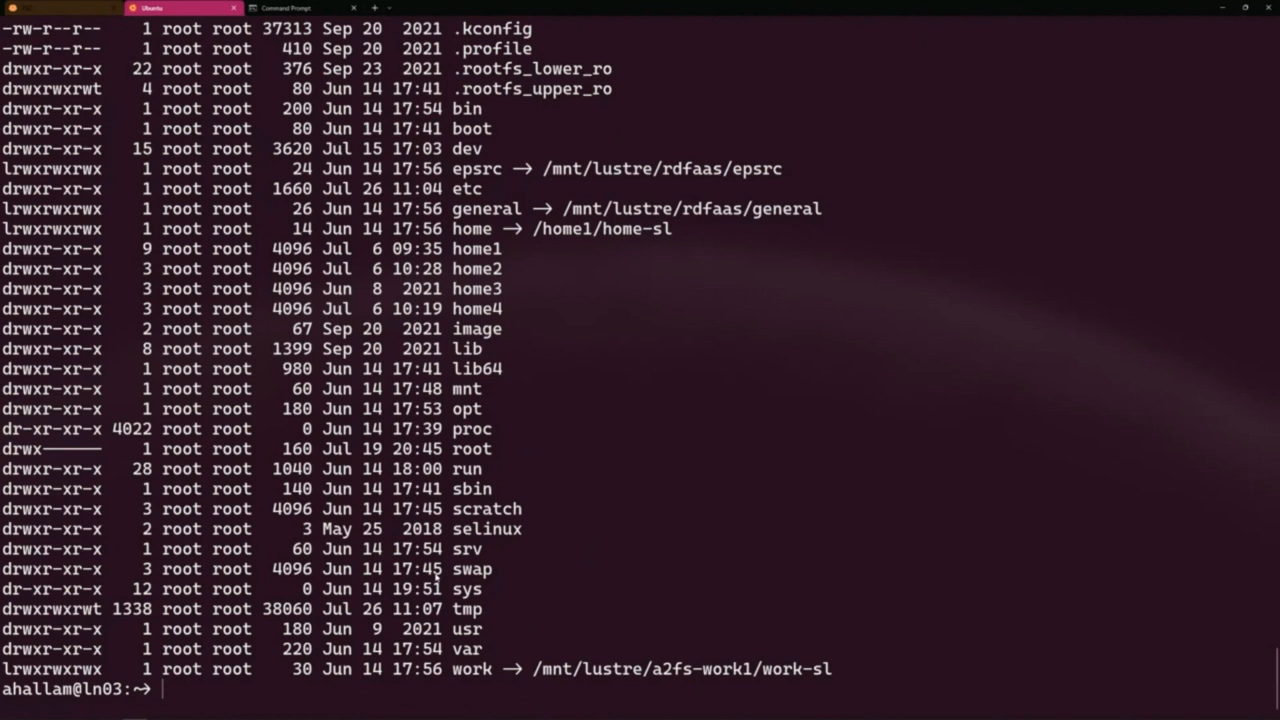 Ubuntu
Command Prompt
-rw-r--r-- 1 root root 37313 Sep 20 2021 .kconfig
-rw-r--r-- 1 root root 410 Sep 20 2021 .profile
drwxr-xr-x 22 root root 376 Sep 23 2021 .rootfs_lower_ro
drwxrwxrwt 4 root root 80 Jun 14 17:41 .rootfs_upper_ro
drwxr-xr-x 1 root root 200 Jun 14 17:54 bin
drwxr-xr-x 1 root root 80 Jun 14 17:41 boot
drwxr-xr-x 15 root root 3620 Jul 15 17:03 dev
lrwxrwxrwx 1 root root 24 Jun 14 17:56 epsrc -> /mnt/lustre/rdfaas/epsrc
drwxr-xr-x 1 root root 1660 Jul 26 11:04 etc
lrwxrwxrwx 1 root root 26 Jun 14 17:56 general -> /mnt/lustre/rdfaas/general
lrwxrwxrwx 1 root root 14 Jun 14 17:56 home -> /home1/home-sl
drwxr-xr-x 9 root root 4096 Jul 6 09:35 home1
drwxr-xr-x 3 root root 4096 Jul 6 10:28 home2
drwxr-xr-x 3 root root 4096 Jun 8 2021 home3
drwxr-xr-x 3 root root 4096 Jul 6 10:19 home4
drwxr-xr-x 2 root root 67 Sep 20 2021 image
drwxr-xr-x 8 root root 1399 Sep 20 2021 lib
drwxr-xr-x 1 root root 980 Jun 14 17:41 lib64
drwxr-xr-x 1 root root 60 Jun 14 17:48 mnt
drwxr-xr-x 1 root root 180 Jun 14 17:53 opt
dr-xr-xr-x 4022 root root 0 Jun 14 17:39 proc
drwx------ 1 root root 160 Jul 19 20:45 root
drwxr-xr-x 28 root root 1040 Jun 14 18:00 run
drwxr-xr-x 1 root root 140 Jun 14 17:41 sbin
drwxr-xr-x 3 root root 4096 Jun 14 17:45 scratch
drwxr-xr-x 2 root root 3 May 25 2018 selinux
drwxr-xr-x 1 root root 60 Jun 14 17:54 srv
drwxr-xr-x 3 root root 4096 Jun 14 17:45 swap
dr-xr-xr-x 12 root root 0 Jun 14 19:51 sys
drwxrwxrwt 1338 root root 38060 Jul 26 11:07 tmp
drwxr-xr-x 1 root root 180 Jun 9 2021 usr
drwxr-xr-x 1 root root 220 Jun 14 17:54 var
lrwxrwxrwx 1 root root 30 Jun 14 17:56 work -> /mnt/lustre/a2fs-work1/work-sl
ahallam@ln03:~>